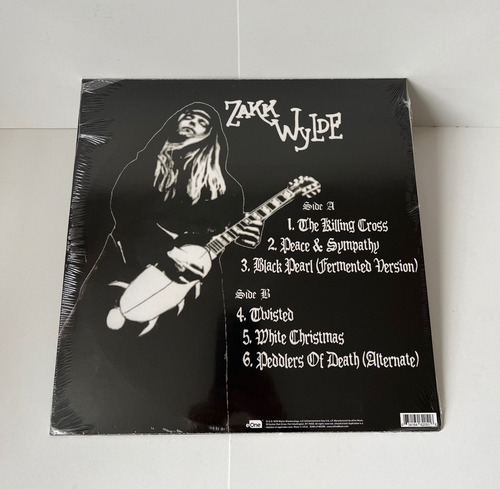 ZAKK
WYLDE
Side A
1. The Killing Cross
2. Peace & Sympathy
3. Black Pearl (Fermented Version)
Side B
4. Twisted
5. White Christmas
6. Peddlers Of Death (Alternate)
eOne